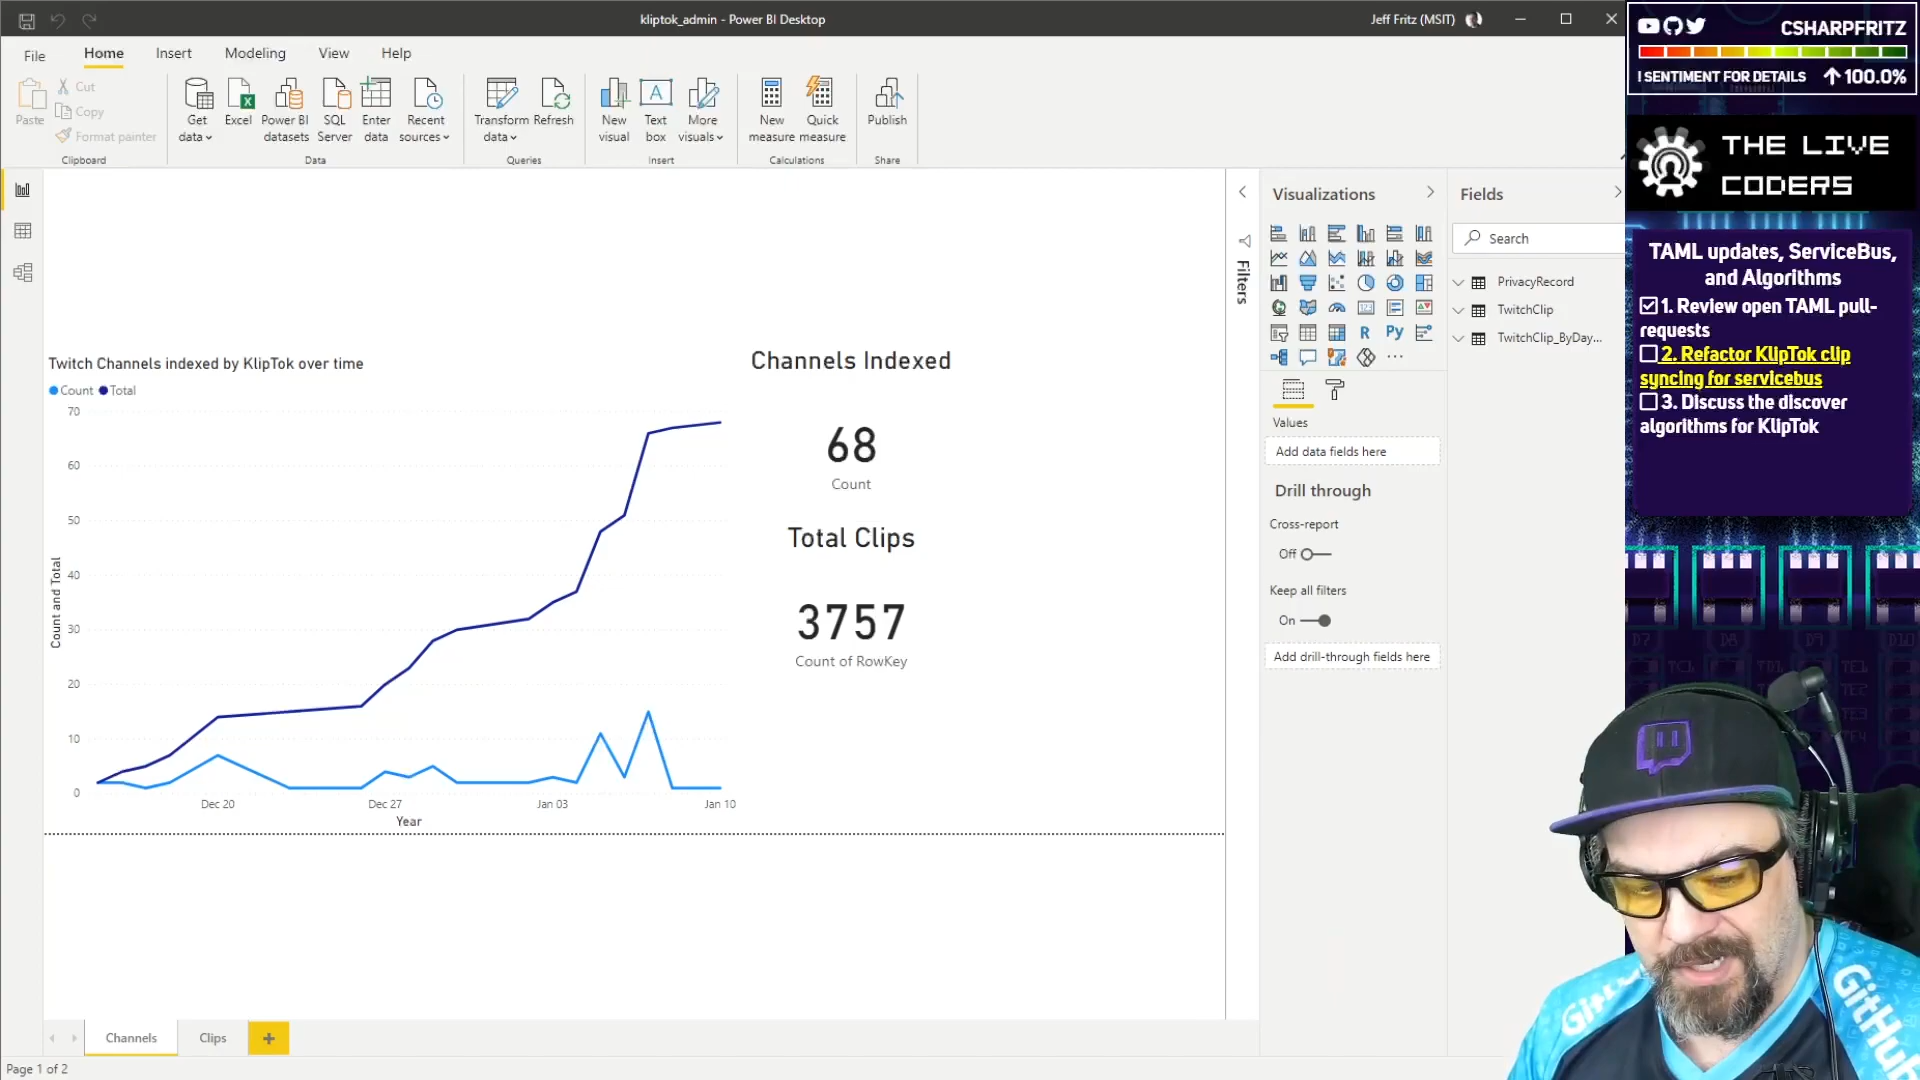 kliptok_admin - Power BI Desktop
Jeff Fritz (MSIT)
File
Home
Insert
Modeling
View
Help
Paste
Cut
Copy
Format painter
Clipboard
Get data
Excel
Power BI datasets
SQL Server
Enter data
Recent sources
Data
Transform data
Refresh
Queries
New visual
Text box
More visuals
Insert
New measure
Quick measure
Calculations
Publish
Share
Twitch Channels indexed by KlipTok over time
Count Total
70
60
50
40
30
20
10
0
Count and Total
Dec 20
Dec 27
Jan 03
Jan 10
Year
Channels Indexed
68
Count
Total Clips
3757
Count of RowKey
Filters
Visualizations
R
Py
Values
Add data fields here
Drill through
Cross-report
Off
Keep all filters
On
Add drill-through fields here
Fields
Search
PrivacyRecord
TwitchClip
TwitchClip_ByDay...
Channels
Clips
Page 1 of 2
CSHARPFRITZ
! SENTIMENT FOR DETAILS
100.0%
THE LIVE
CODERS
TAML updates, ServiceBus,
and Algorithms
1. Review open TAML pull-
requests
2. Refactor KlipTok clip
syncing for servicebus
3. Discuss the discover
algorithms for KlipTok
D7
D8
D9
D10
GitHub